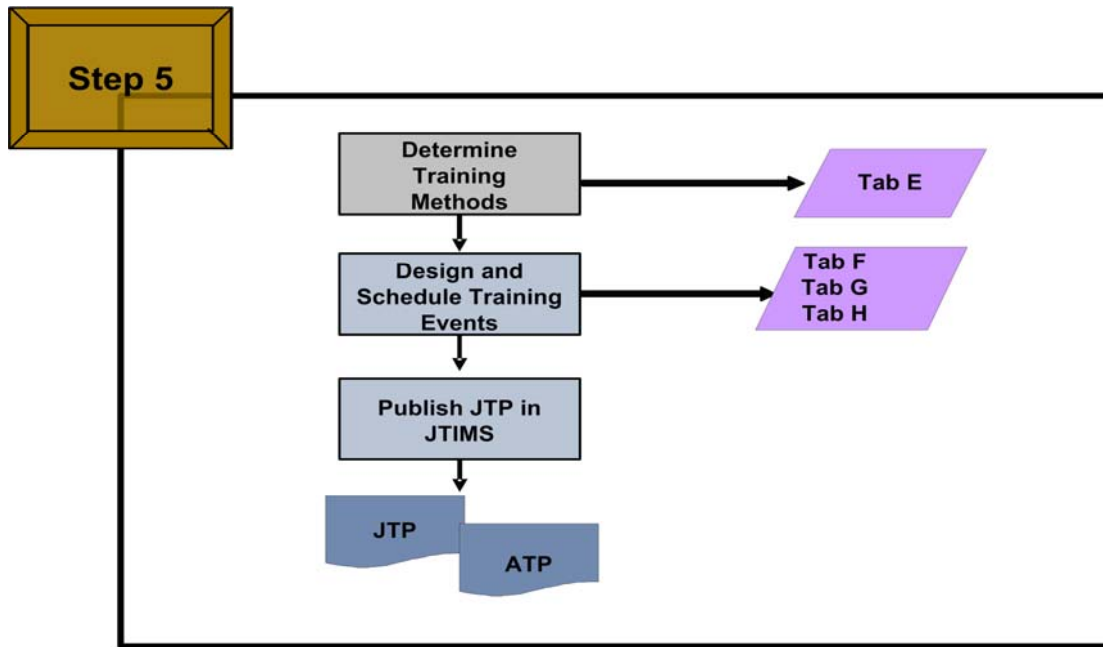 Step 5
Determine
Training
Methods
Tab E
Design and
Schedule Training
Events
Tab F
Tab G
Tab H
Publish JTP in
JTIMS
JTP
ATP